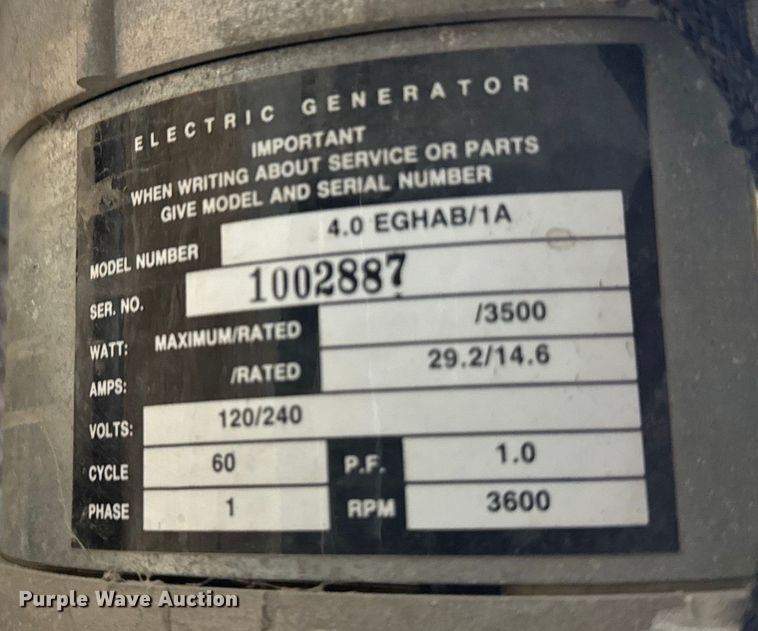 ELECTRIC GENERATOR
IMPORTANT
WHEN WRITING ABOUT SERVICE OR PARTS
GIVE MODEL AND SERIAL NUMBER
MODEL NUMBER 4.0 EGHAB/1A
SER. NO. 1002887
WATT: MAXIMUM/RATED /3500
AMPS: /RATED 29.2/14.6
VOLTS: 120/240
CYCLE 60 P.F. 1.0
PHASE 1 RPM 3600
Purple Wave Auction